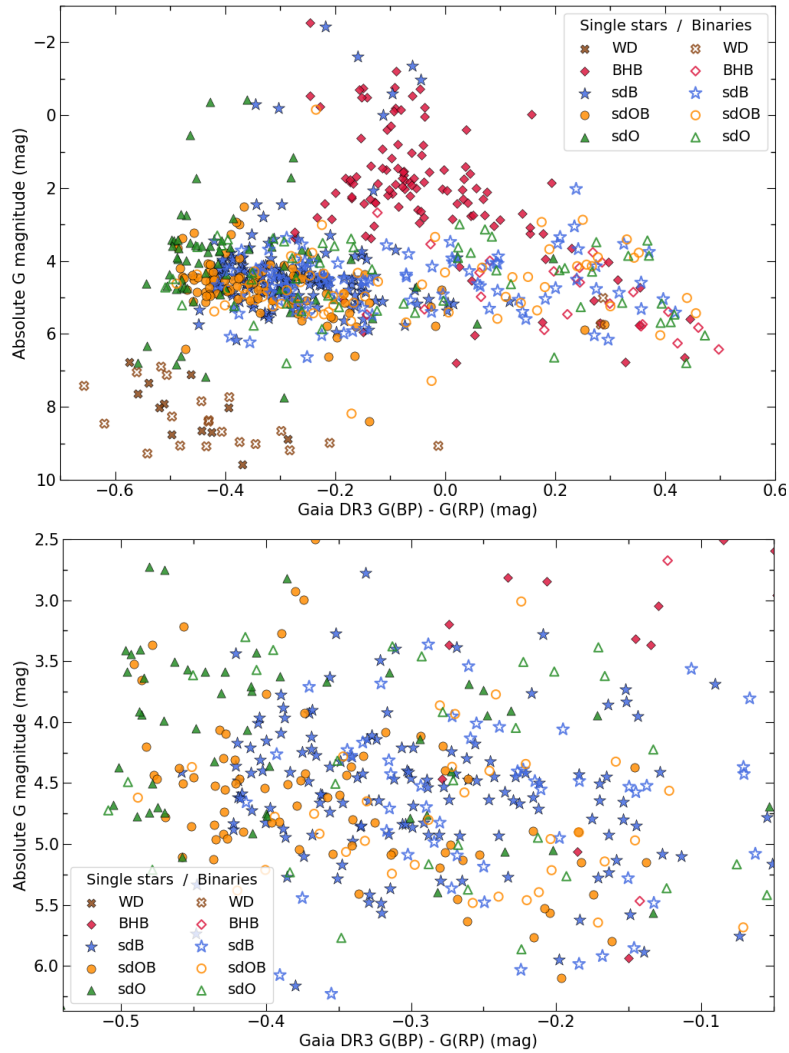 −2
0
2
4
6
8
10
Absolute G magnitude (mag)
Single stars / Binaries
WD WD
BHB BHB
sdB sdB
sdOB sdOB
sdO sdO
−0.6 −0.4 −0.2 0.0 0.2 0.4 0.6
Gaia DR3 G(BP) - G(RP) (mag)
2.5
3.0
3.5
4.0
4.5
5.0
5.5
6.0
Absolute G magnitude (mag)
Single stars / Binaries
WD WD
BHB BHB
sdB sdB
sdOB sdOB
sdO sdO
−0.5 −0.4 −0.3 −0.2 −0.1
Gaia DR3 G(BP) - G(RP) (mag)